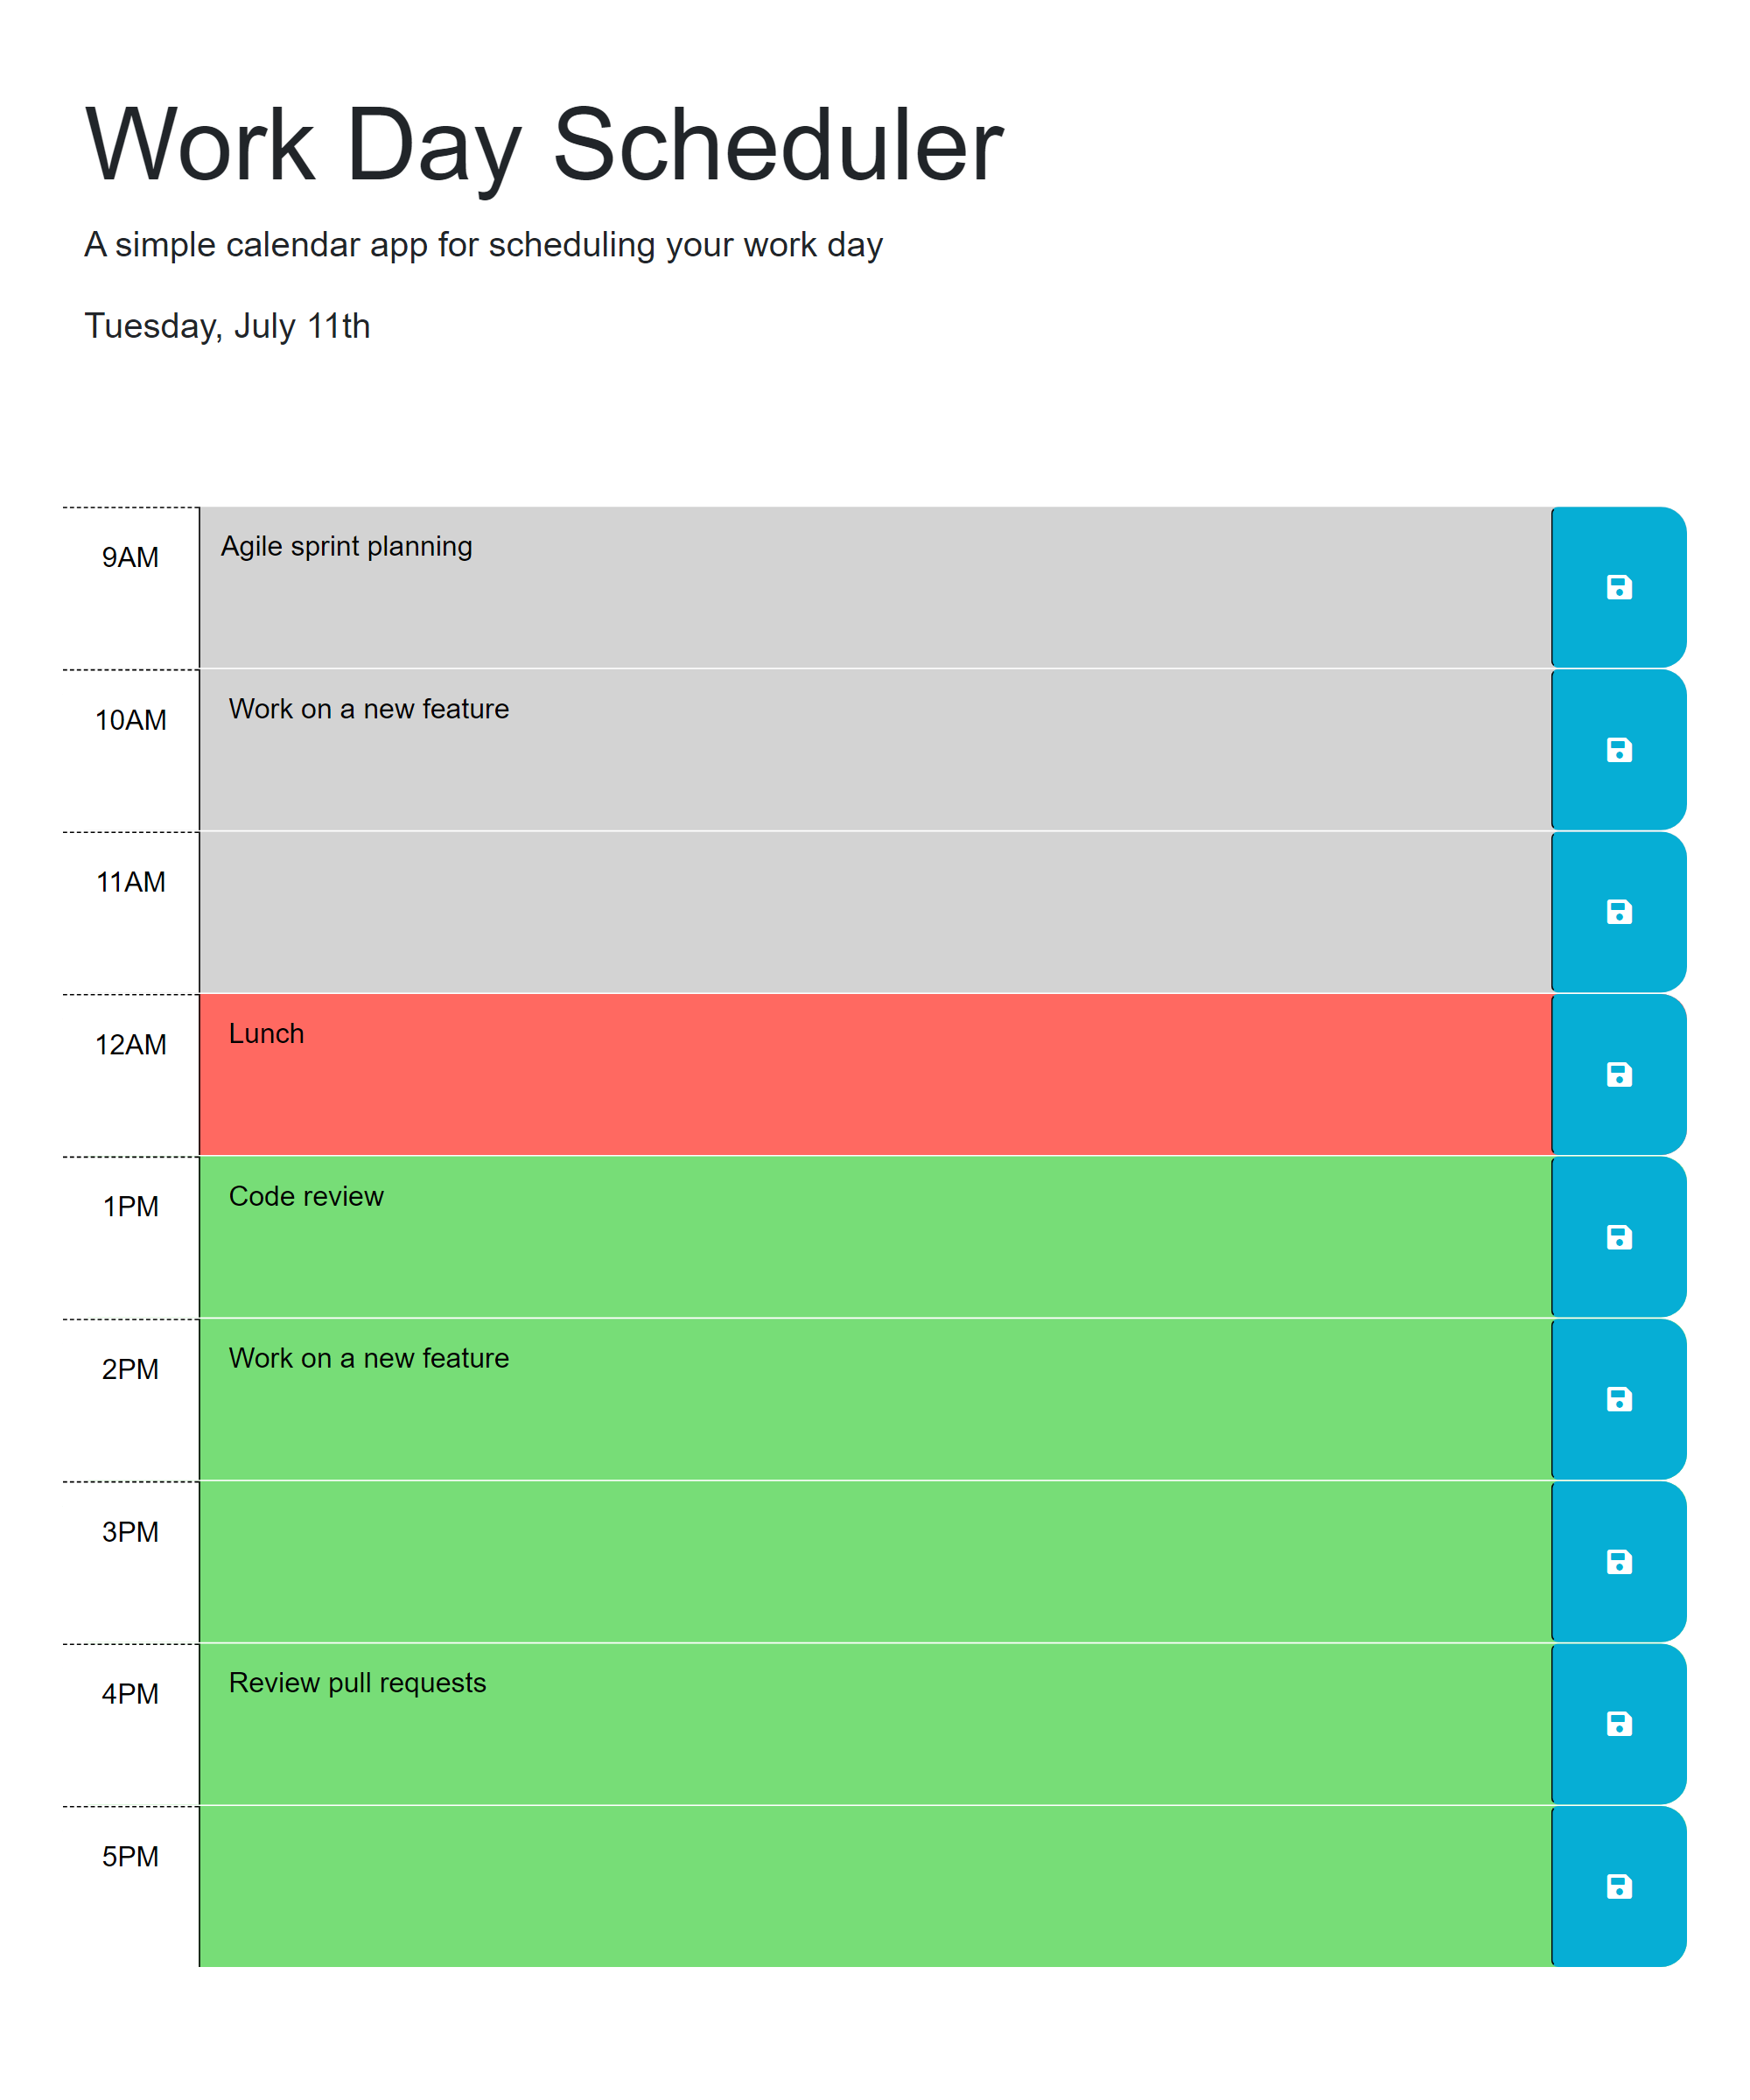 Work Day Scheduler
A simple calendar app for scheduling your work day
Tuesday, July 11th
9AM Agile sprint planning
10AM Work on a new feature
11AM
12AM Lunch
1PM Code review
2PM Work on a new feature
3PM
4PM Review pull requests
5PM